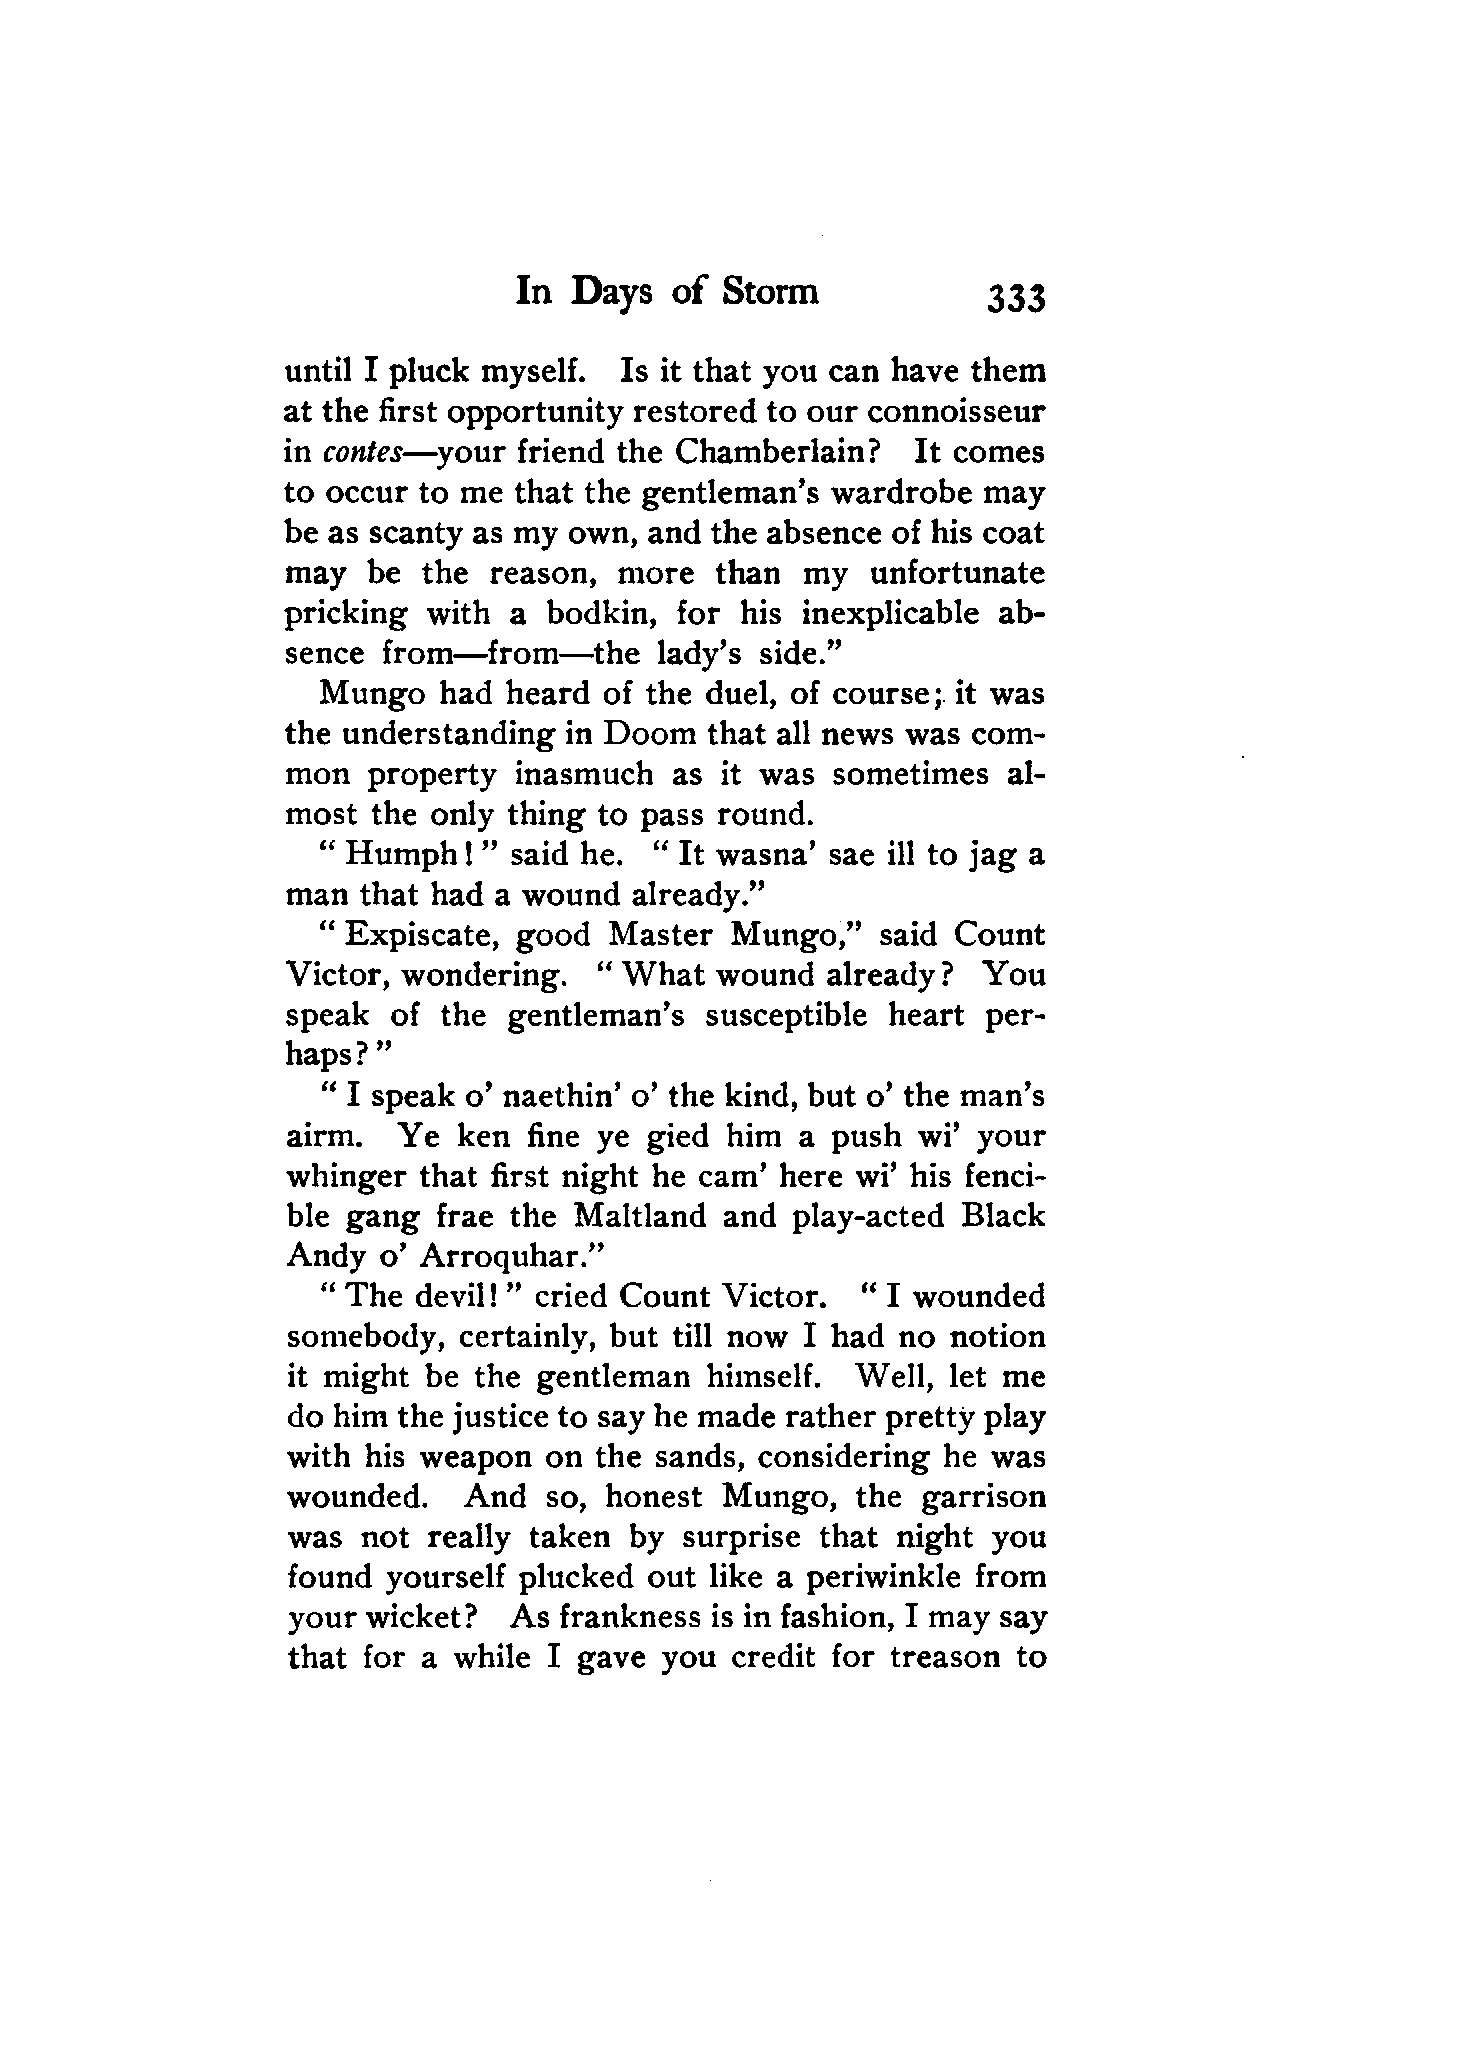 In Days of Storm 333
until I pluck myself. Is it that you can have them
at the first opportunity restored to our connoisseur
in contes—your friend the Chamberlain? It comes
to occur to me that the gentleman's wardrobe may
be as scanty as my own, and the absence of his coat
may be the reason, more than my unfortunate
pricking with a bodkin, for his inexplicable ab-
sence from—from—the lady's side."
Mungo had heard of the duel, of course; it was
the understanding in Doom that all news was com-
mon property inasmuch as it was sometimes al-
most the only thing to pass round.
"Humph!" said he. "It wasna' sae ill to jag a
man that had a wound already."
"Expiscate, good Master Mungo," said Count
Victor, wondering. "What wound already? You
speak of the gentleman's susceptible heart per-
haps?"
"I speak o' naethin' o' the kind, but o' the man's
airm. Ye ken fine ye gied him a push wi' your
whinger that first night he cam' here wi' his fenci-
ble gang frae the Maltland and play-acted Black
Andy o' Arroquhar."
"The devil!" cried Count Victor. "I wounded
somebody, certainly, but till now I had no notion
it might be the gentleman himself. Well, let me
do him the justice to say he made rather pretty play
with his weapon on the sands, considering he was
wounded. And so, honest Mungo, the garrison
was not really taken by surprise that night you
found yourself plucked out like a periwinkle from
your wicket? As frankness is in fashion, I may say
that for a while I gave you credit for treason to